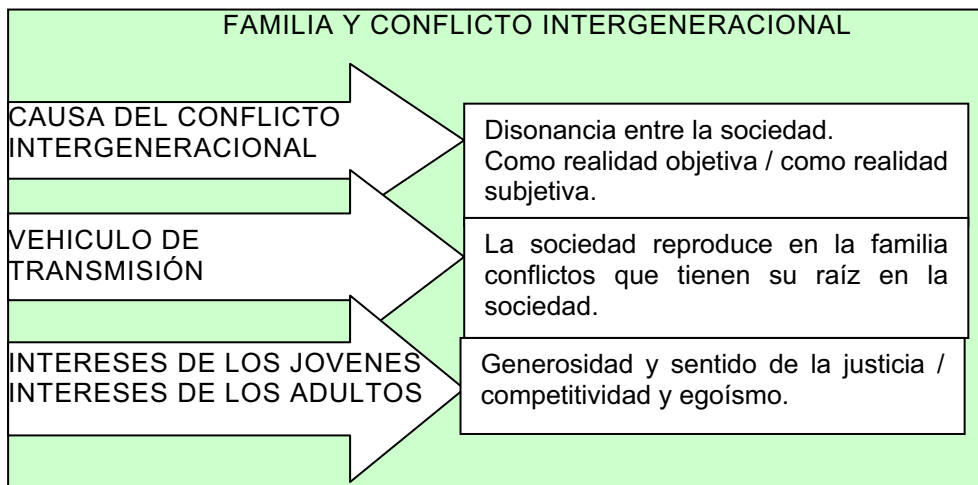 FAMILIA Y CONFLICTO INTERGENERACIONAL
CAUSA DEL CONFLICTO
INTERGENERACIONAL
Disonancia entre la sociedad.
Como realidad objetiva / como realidad
subjetiva.
VEHICULO DE
TRANSMISIÓN
La sociedad reproduce en la familia
conflictos que tienen su raíz en la
sociedad.
INTERESES DE LOS JOVENES
INTERESES DE LOS ADULTOS
Generosidad y sentido de la justicia /
competitividad y egoísmo.